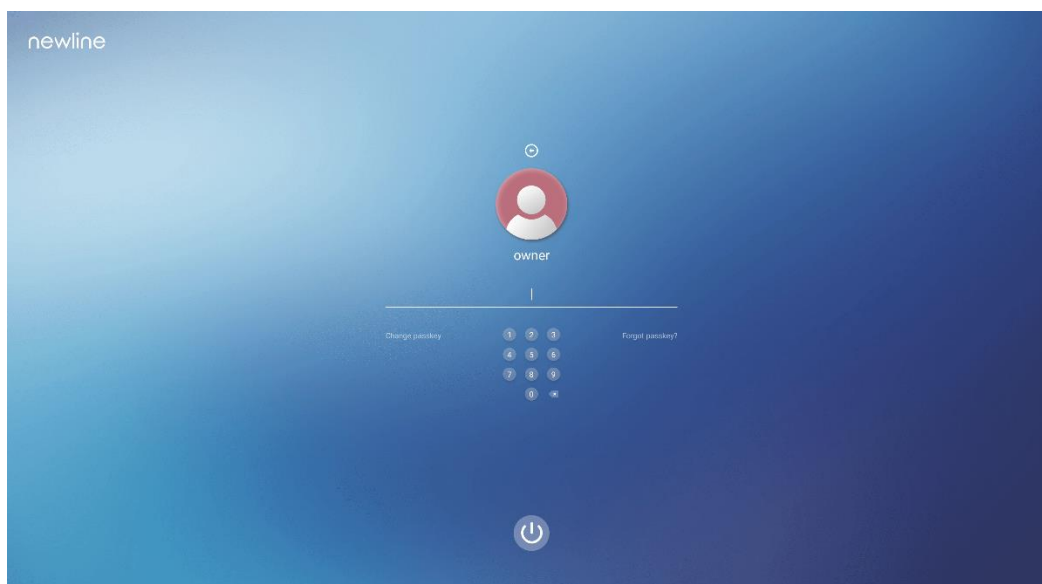 newline
owner
Change passkey
Forgot passkey?
1 2 3
4 5 6
7 8 9
0